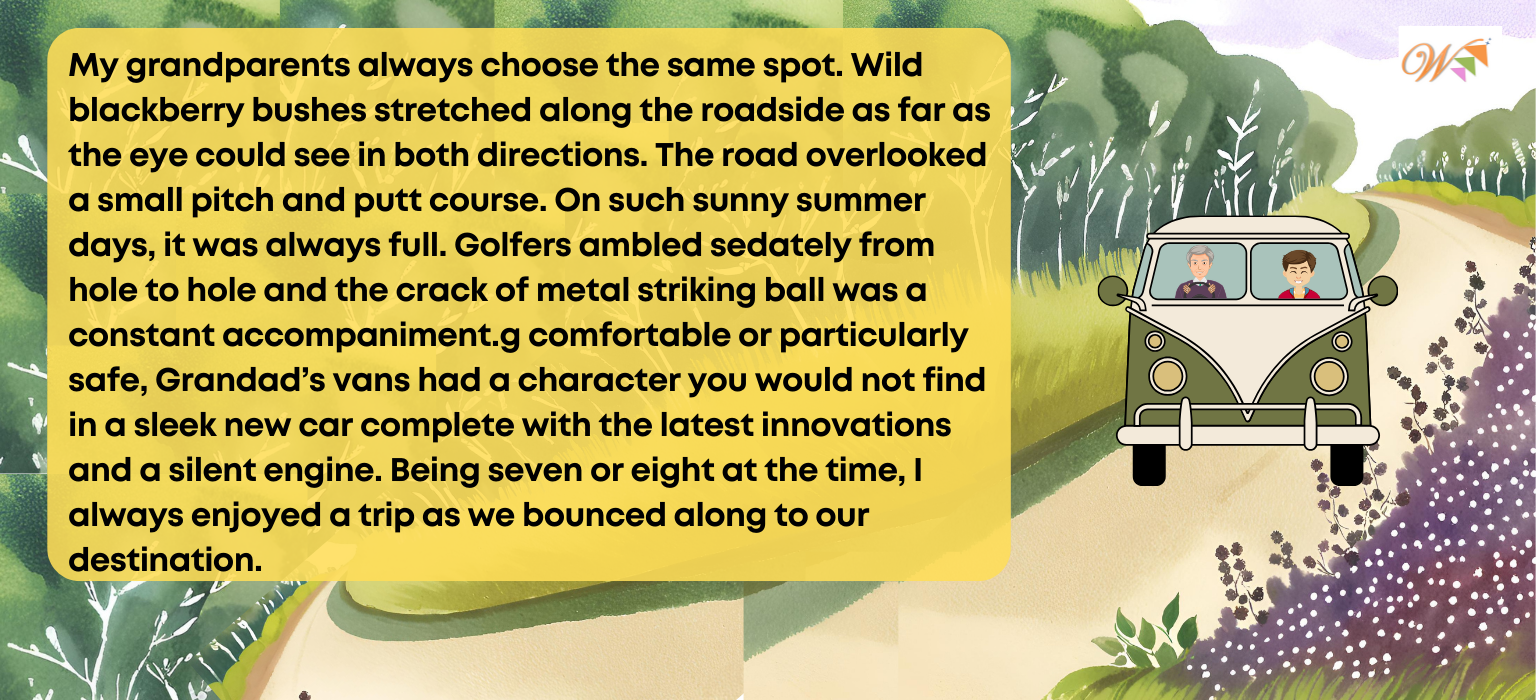 My grandparents always choose the same spot. Wild
blackberry bushes stretched along the roadside as far as
the eye could see in both directions. The road overlooked
a small pitch and putt course. On such sunny summer
days, it was always full. Golfers ambled sedately from
hole to hole and the crack of metal striking ball was a
constant accompaniment.g comfortable or particularly
safe, Grandad’s vans had a character you would not find
in a sleek new car complete with the latest innovations
and a silent engine. Being seven or eight at the time, I
always enjoyed a trip as we bounced along to our
destination.
W